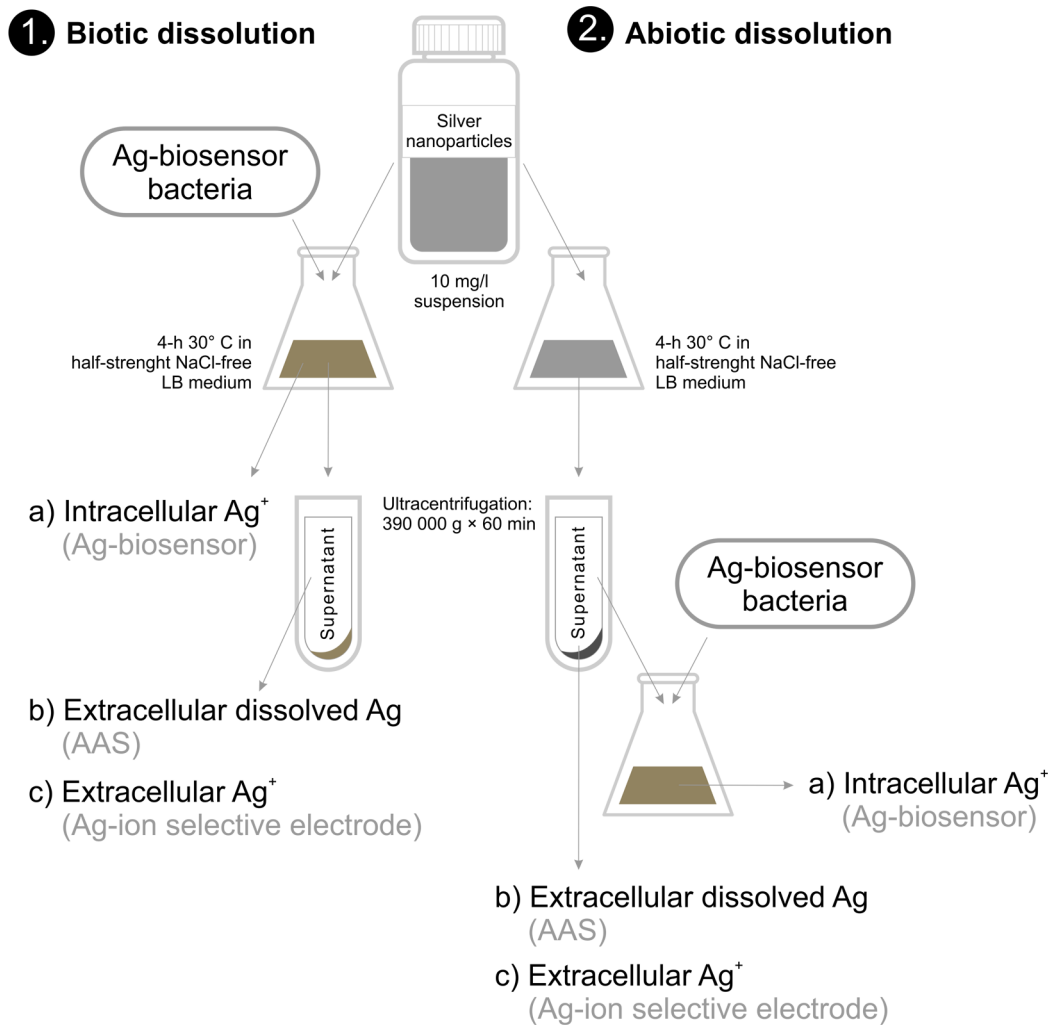 1. Biotic dissolution
2. Abiotic dissolution
Silver
nanoparticles
Ag-biosensor
bacteria
10 mg/l
suspension
4-h 30° C in
half-strenght NaCl-free
LB medium
4-h 30° C in
half-strenght NaCl-free
LB medium
a) Intracellular Ag⁺
(Ag-biosensor)
Supernatant
Ultracentrifugation:
390 000 g × 60 min
Supernatant
Ag-biosensor
bacteria
b) Extracellular dissolved Ag
(AAS)
c) Extracellular Ag⁺
(Ag-ion selective electrode)
a) Intracellular Ag⁺
(Ag-biosensor)
b) Extracellular dissolved Ag
(AAS)
c) Extracellular Ag⁺
(Ag-ion selective electrode)